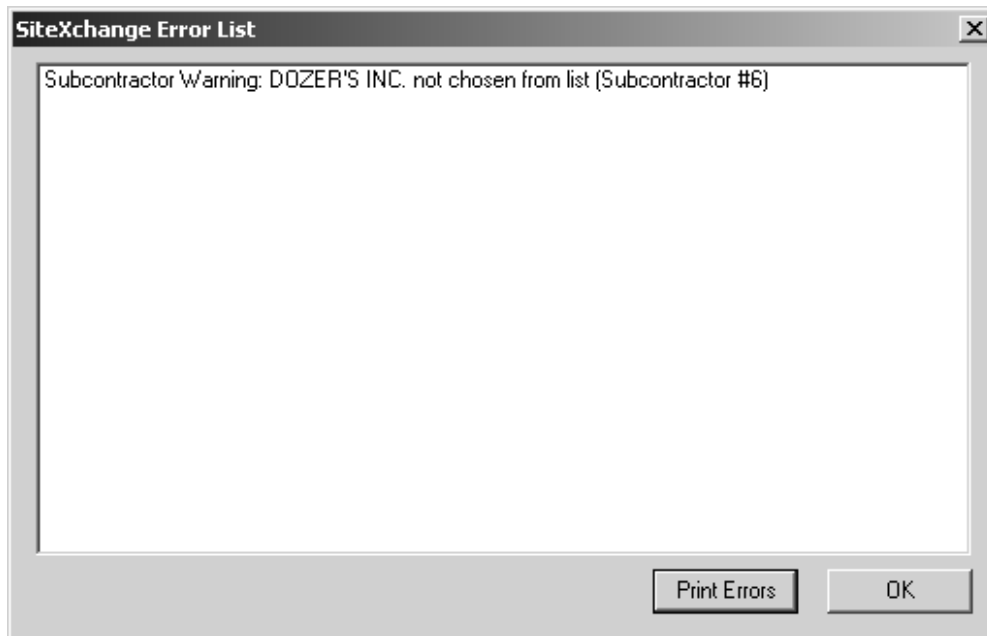 SiteXchange Error List
Subcontractor Warning: DOZER'S INC. not chosen from list (Subcontractor #6)
Print Errors
OK